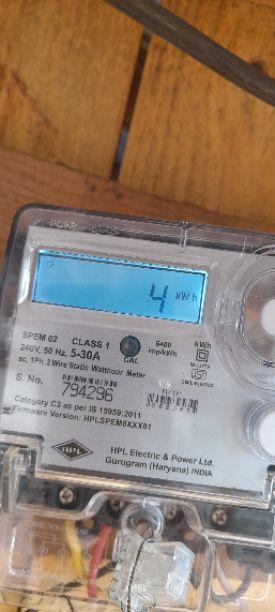 4 kWh
SPEM 02 CLASS 1
240V, 50 Hz, 5-30A
ac, 1Ph, 2 Wire Static Watthour Meter
CAL
6400
imp/kWh
kWh
S. No. 794296
Category C3 as per IS 15959:2011
Firmware Version: HPLSPEM0XXX01
HPL
HPL Electric & Power Ltd.
Gurugram (Haryana) INDIA